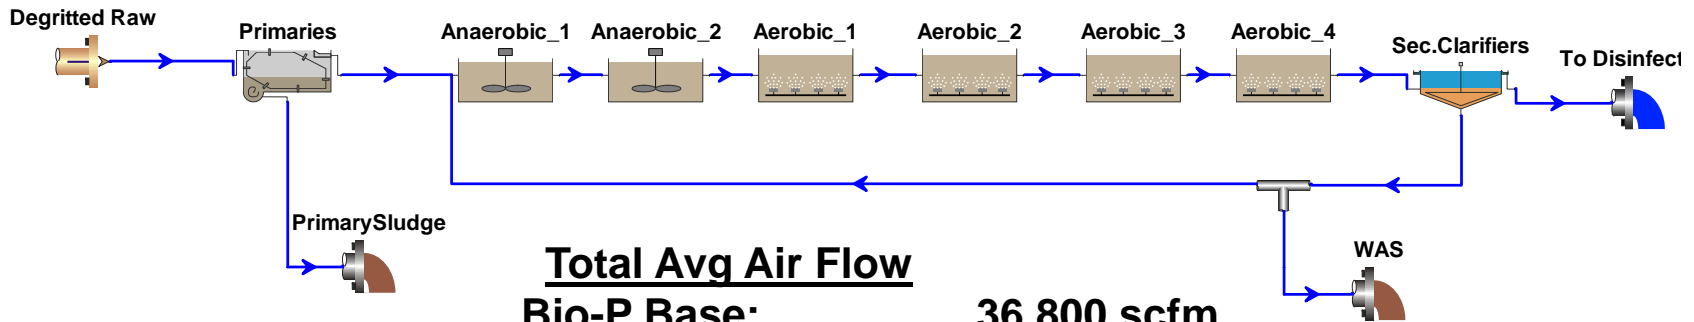 Degritted Raw
Primaries
Anaerobic_1
Anaerobic_2
Aerobic_1
Aerobic_2
Aerobic_3
Aerobic_4
Sec.Clarifiers
To Disinfect
PrimarySludge
WAS
Total Avg Air Flow
Bio-P Base: 36,800 scfm